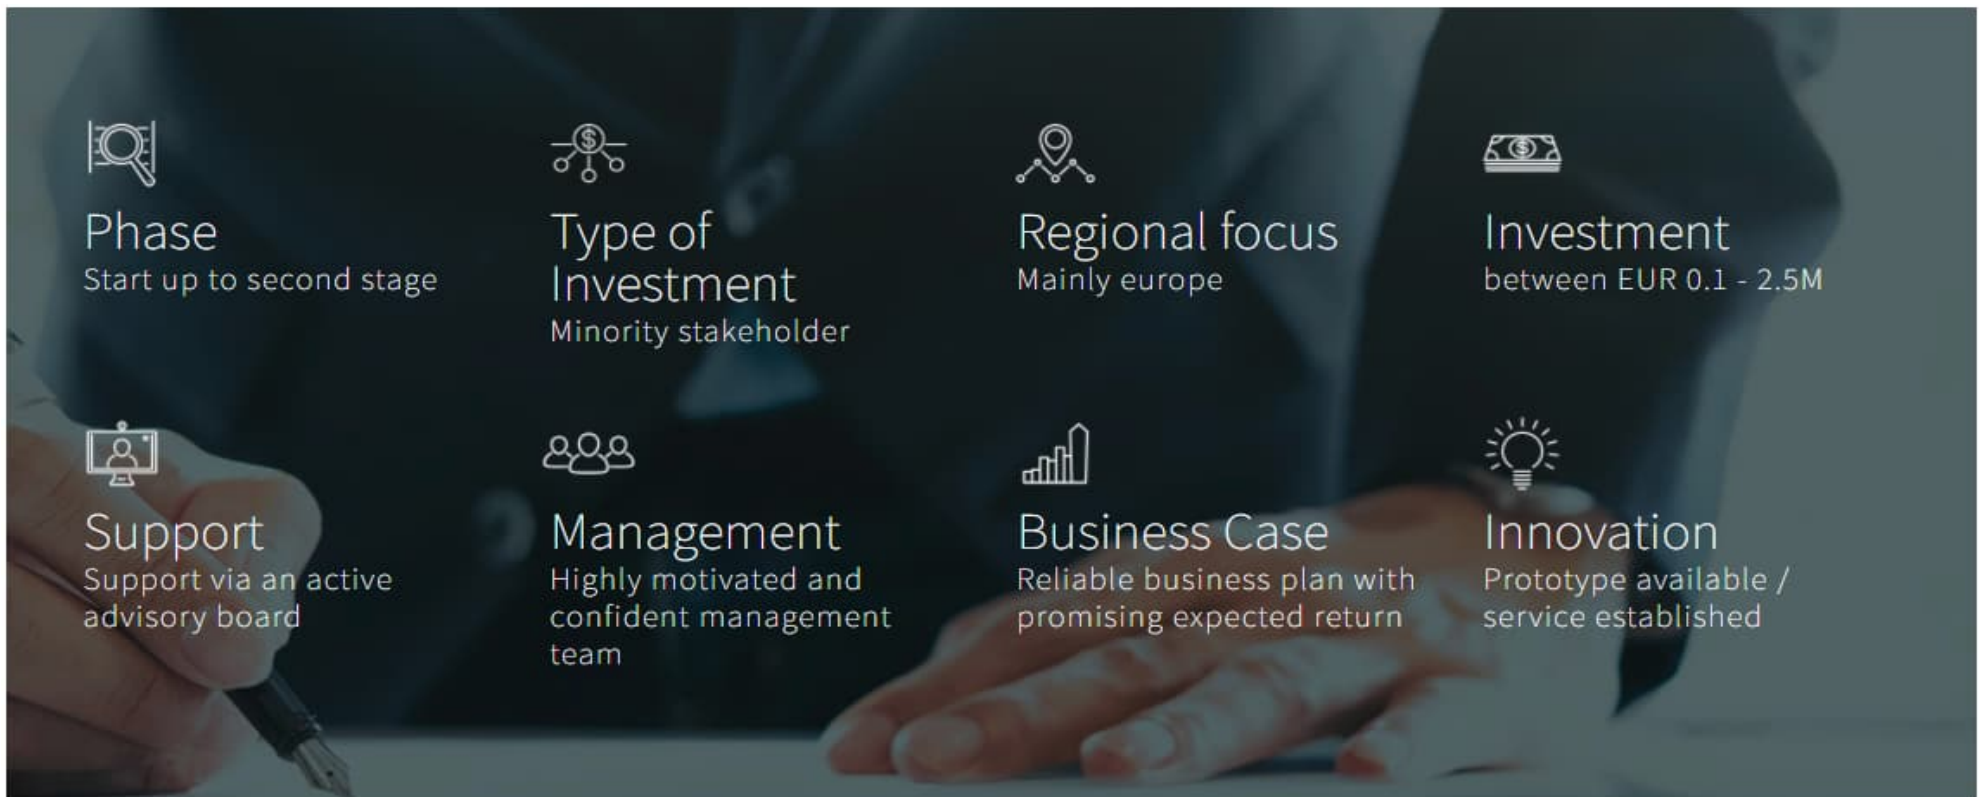 Phase
Start up to second stage
Type of
Investment
Minority stakeholder
Regional focus
Mainly europe
Investment
between EUR 0.1 - 2.5M
Support
Support via an active
advisory board
Management
Highly motivated and
confident management
team
Business Case
Reliable business plan with
promising expected return
Innovation
Prototype available /
service established